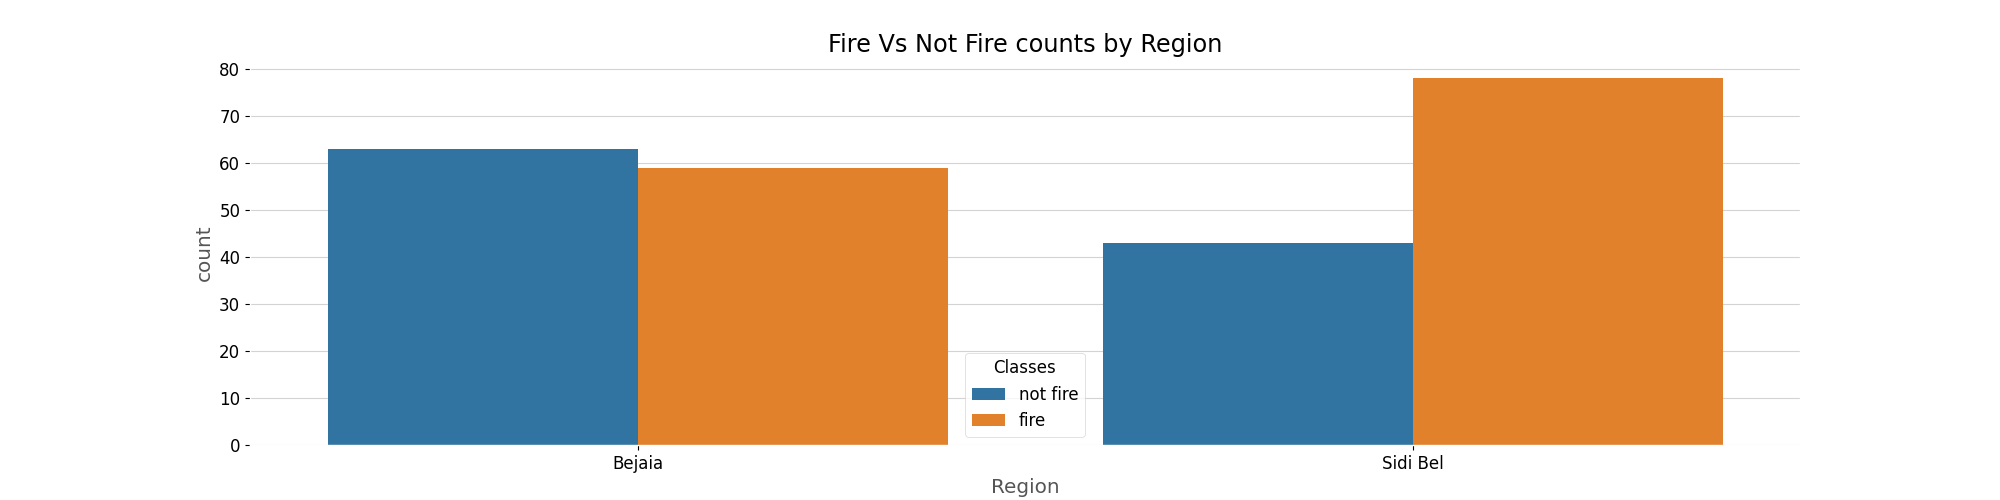 Fire Vs Not Fire counts by Region
80
70
60
50
40
30
20
10
0
count
Classes
not fire
fire
Bejaia
Sidi Bel
Region